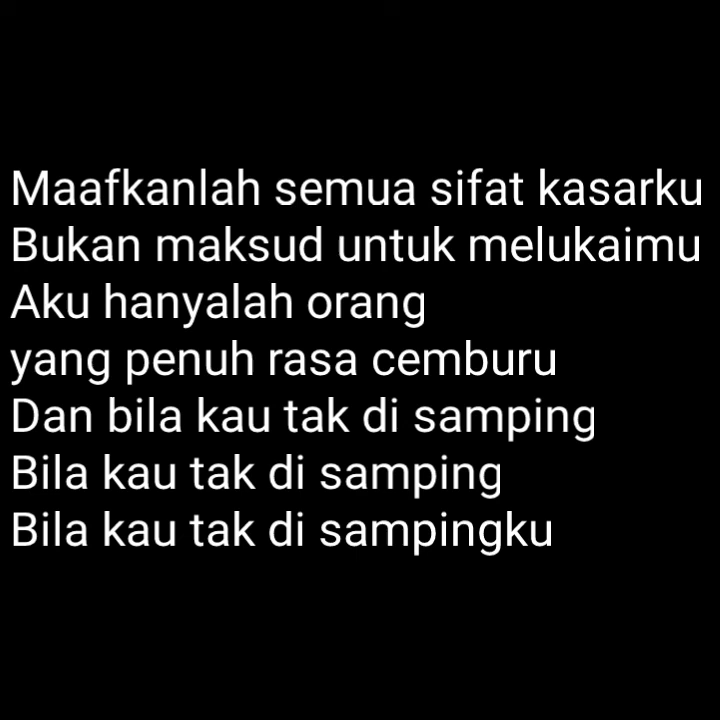 Maafkanlah semua sifat kasarku
Bukan maksud untuk melukaimu
Aku hanyalah orang
yang penuh rasa cemburu
Dan bila kau tak di samping
Bila kau tak di samping
Bila kau tak di sampingku